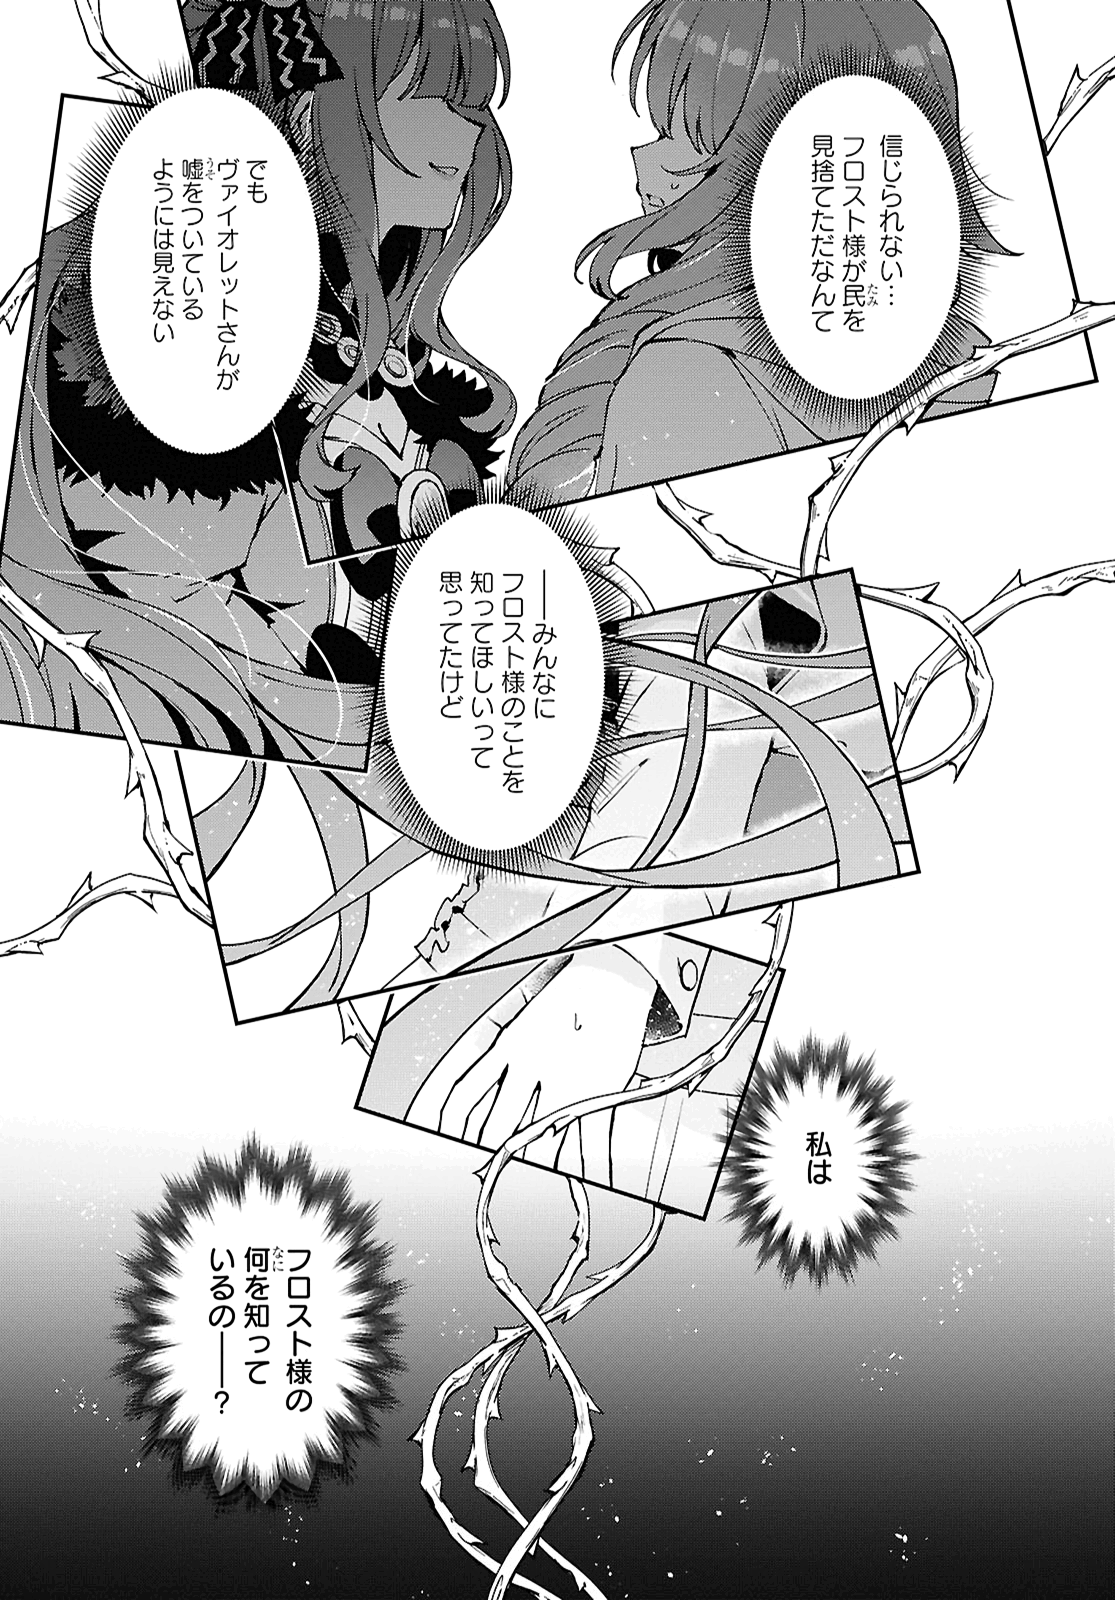 信じられない…
フロスト様が民を
見捨てただなんて
でも
ヴァイオレットさんが
嘘をついている
ようには見えない
──みんなに
フロスト様のことを
知ってほしいって
思ってたけど
私は
フロスト様の
何を知って
いるの──?